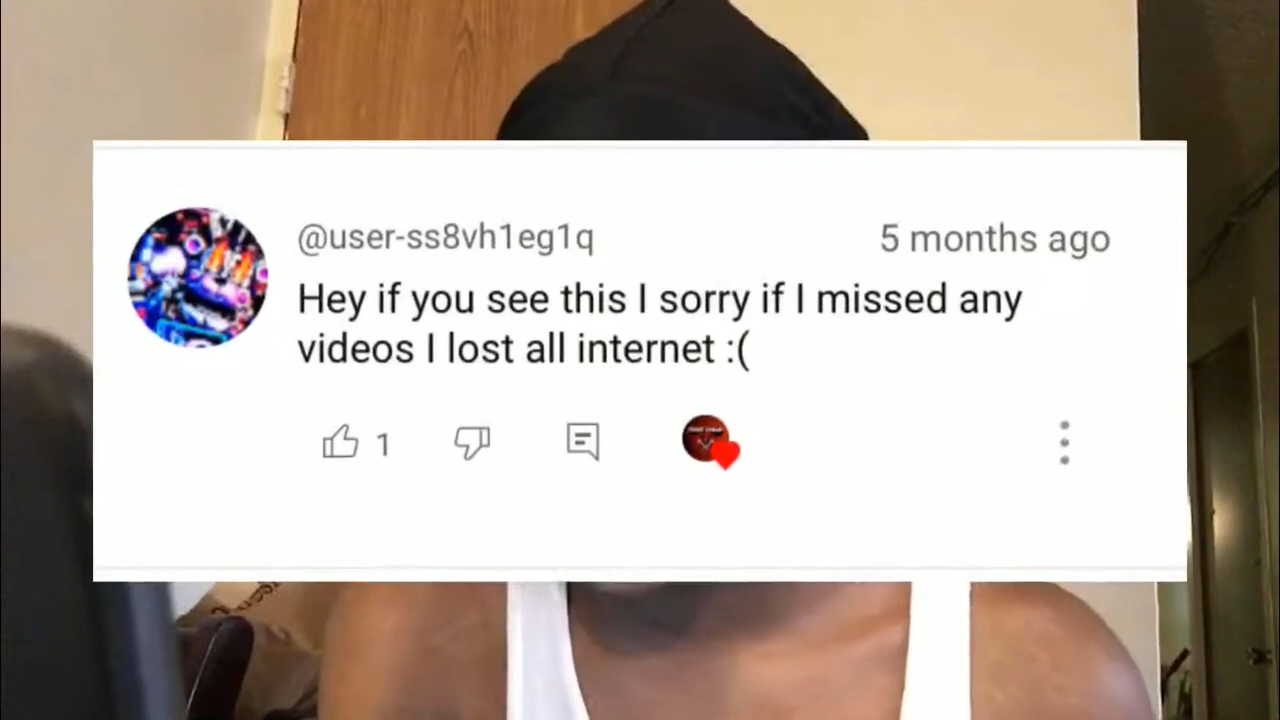 @user-ss8vh1eg1q
5 months ago
Hey if you see this I sorry if I missed any
videos I lost all internet :(
1